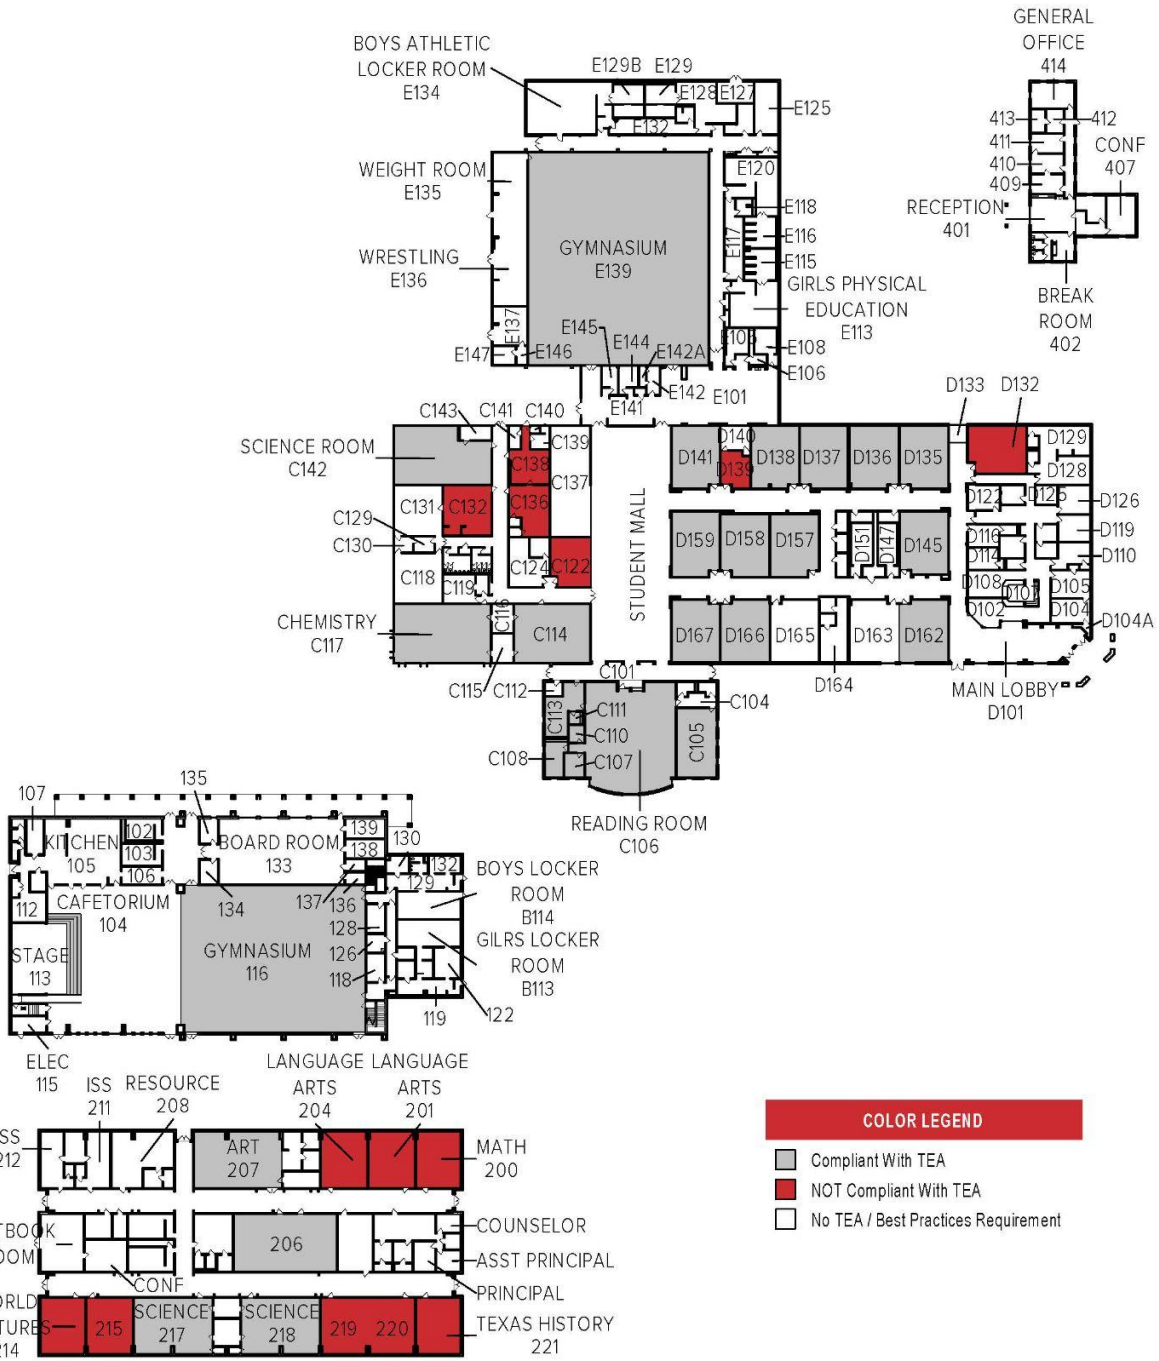 GENERAL
OFFICE
414
BOYS ATHLETIC
LOCKER ROOM
E134
E129B
E129
E128
E127
E125
E132
413
412
411
410
409
CONF
407
RECEPTION
401
BREAK
ROOM
402
WEIGHT ROOM
E135
E120
E118
GYMNASIUM
E139
E117
E116
E115
WRESTLING
E136
GIRLS PHYSICAL
EDUCATION
E113
E137
E147
E146
E145
E144
E142A
E142
E141
E108
E106
E101
C143
C141
C140
C139
SCIENCE ROOM
C142
C138
C137
C131
C132
C136
C129
C130
C124
C122
C118
C119
CHEMISTRY
C117
C116
C114
C115
STUDENT MALL
D141
D140
D139
D138
D137
D136
D135
D133
D132
D129
D128
D122
D125
D126
D119
D116
D114
D110
D108
D107
D105
D102
D104
D104A
D159
D158
D157
D151
D147
D145
D167
D166
D165
D164
D163
D162
MAIN LOBBY
D101
C101
C112
C113
C111
C110
C108
C107
C104
C105
READING ROOM
C106
107
135
KITCHEN
105
102
103
106
BOARD ROOM
133
139
138
130
132
129
BOYS LOCKER
ROOM
B114
112
CAFETORIUM
104
134
137
136
128
126
118
GILRS LOCKER
ROOM
B113
STAGE
113
GYMNASIUM
116
119
122
ELEC
115
ISS
211
RESOURCE
208
LANGUAGE
ARTS
204
LANGUAGE
ARTS
201
SS
212
ART
207
MATH
200
TBOOK
OOM
206
COUNSELOR
ASST PRINCIPAL
PRINCIPAL
CONF
ORLD
TURES
214
215
SCIENCE
217
SCIENCE
218
219
220
TEXAS HISTORY
221
COLOR LEGEND
Compliant With TEA
NOT Compliant With TEA
No TEA / Best Practices Requirement